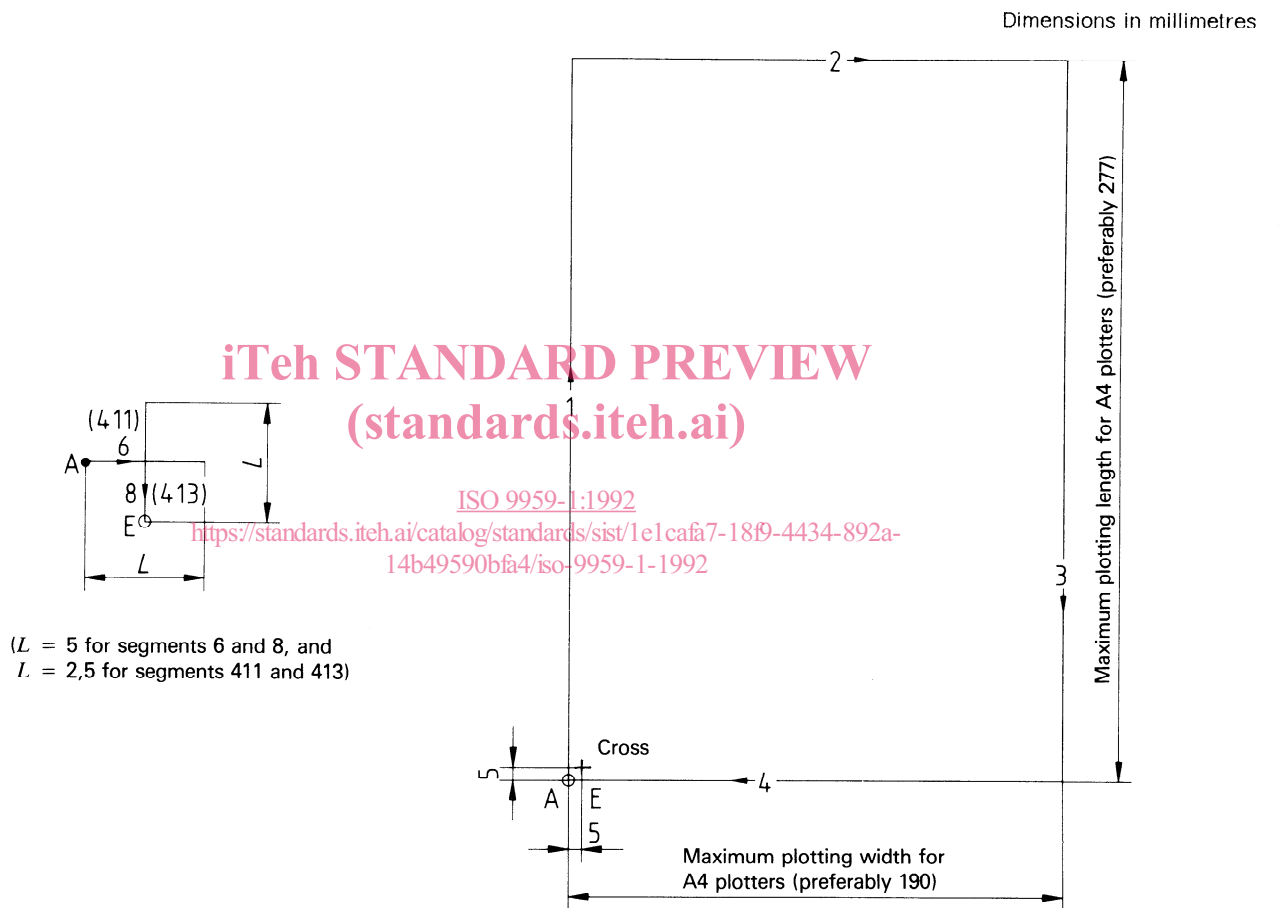 Dimensions in millimetres
2
Maximum plotting length for A4 plotters (preferably 277)
iTeh STANDARD PREVIEW
1
(standards.iteh.ai)
(411)
6
A
L
8 (413)
E
L
ISO 9959-1:1992
https://standards.iteh.ai/catalog/standards/sist/1e1cafa7-18f9-4434-892a-
14b49590bfa4/iso-9959-1-1992
3
(L = 5 for segments 6 and 8, and
L = 2,5 for segments 411 and 413)
Cross
5
4
A E
5
Maximum plotting width for
A4 plotters (preferably 190)